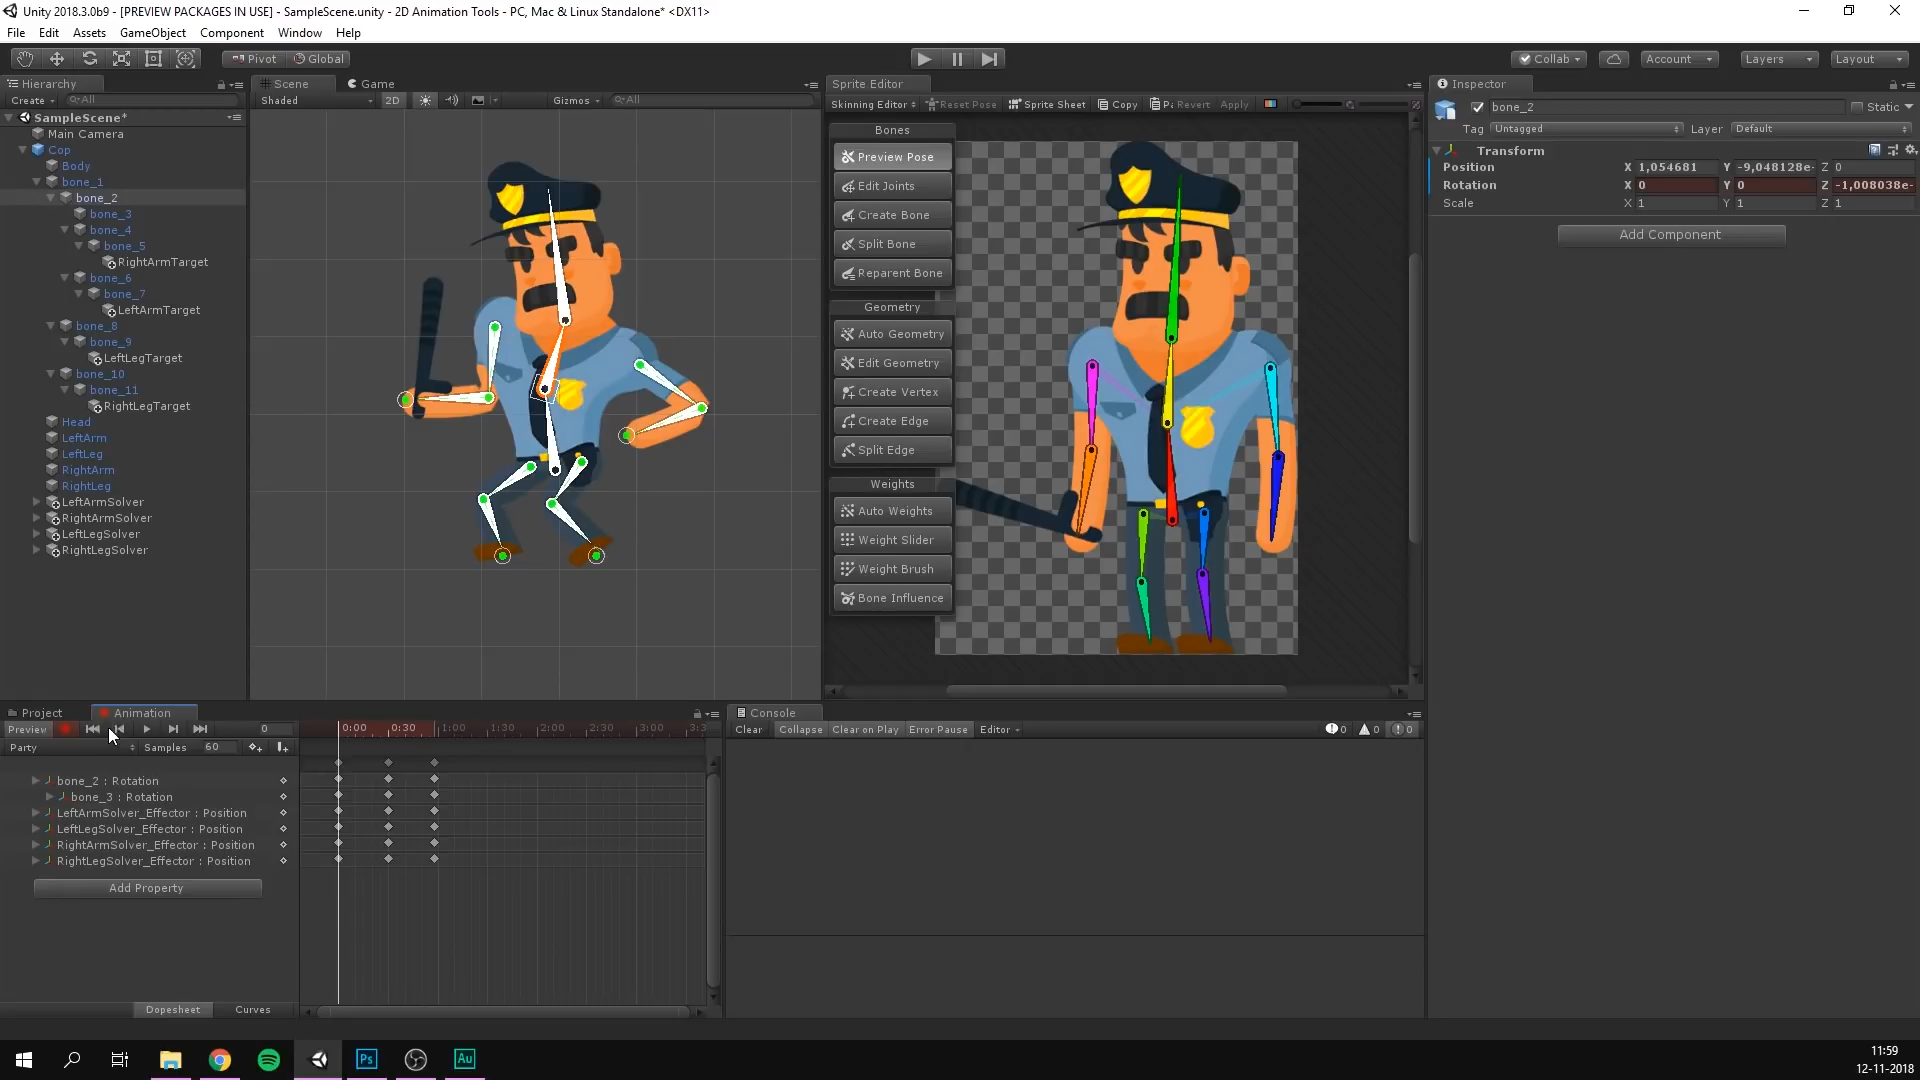 Unity 2018.3.0b9 - [PREVIEW PACKAGES IN USE] - SampleScene.unity - 2D Animation Tools - PC, Mac & Linux Standalone* <DX11>
File Edit Assets GameObject Component Window Help
Pivot Global Collab Account Layers Layout
Hierarchy
Create All
SampleScene*
Main Camera
Cop
Body
bone_1
bone_2
bone_3
bone_4
bone_5
RightArmTarget
bone_6
bone_7
LeftArmTarget
bone_8
bone_9
LeftLegTarget
bone_10
bone_11
RightLegTarget
Head
LeftArm
LeftLeg
RightArm
RightLeg
LeftArmSolver
RightArmSolver
LeftLegSolver
RightLegSolver
Scene Game
Shaded 2D Gizmos All
Sprite Editor
Skinning Editor Reset Pose Sprite Sheet Copy Pa Revert Apply
Bones
Preview Pose
Edit Joints
Create Bone
Split Bone
Reparent Bone
Geometry
Auto Geometry
Edit Geometry
Create Vertex
Create Edge
Split Edge
Weights
Auto Weights
Weight Slider
Weight Brush
Bone Influence
Inspector
bone_2 Static
Tag Untagged Layer Default
Transform
Position X 1,054681 Y -9,048128e- Z 0
Rotation X 0 Y 0 Z -1,008038e-
Scale X 1 Y 1 Z 1
Add Component
Project Animation
Preview 0 0:00 0:30 1:00 1:30 2:00 2:30 3:00 3:3
Party Samples 60
bone_2 : Rotation
bone_3 : Rotation
LeftArmSolver_Effector : Position
LeftLegSolver_Effector : Position
RightArmSolver_Effector : Position
RightLegSolver_Effector : Position
Add Property
Dopesheet Curves
Console
Clear Collapse Clear on Play Error Pause Editor 0 0 0
Ps Au
11:59
12-11-2018